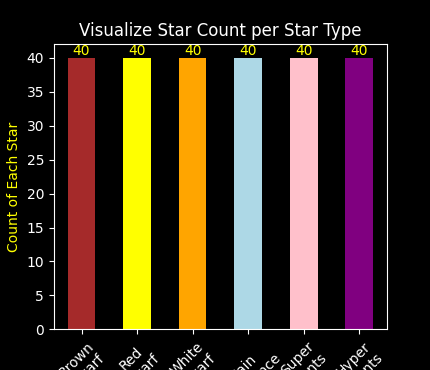 Visualize Star Count per Star Type
40 40 40 40 40 40
Count of Each Star
40
35
30
25
20
15
10
5
0
Brown
Red
White
Super
Hyper